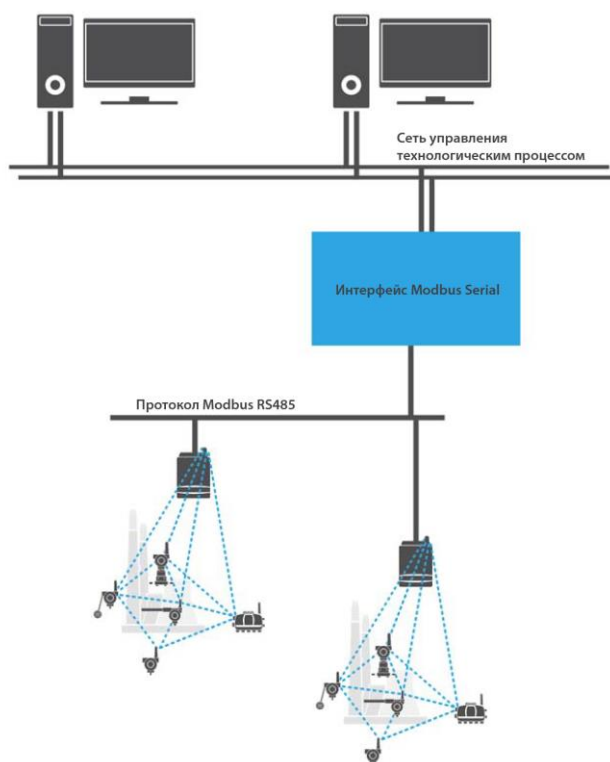 Сеть управления
технологическим процессом
Интерфейс Modbus Serial
Протокол Modbus RS485